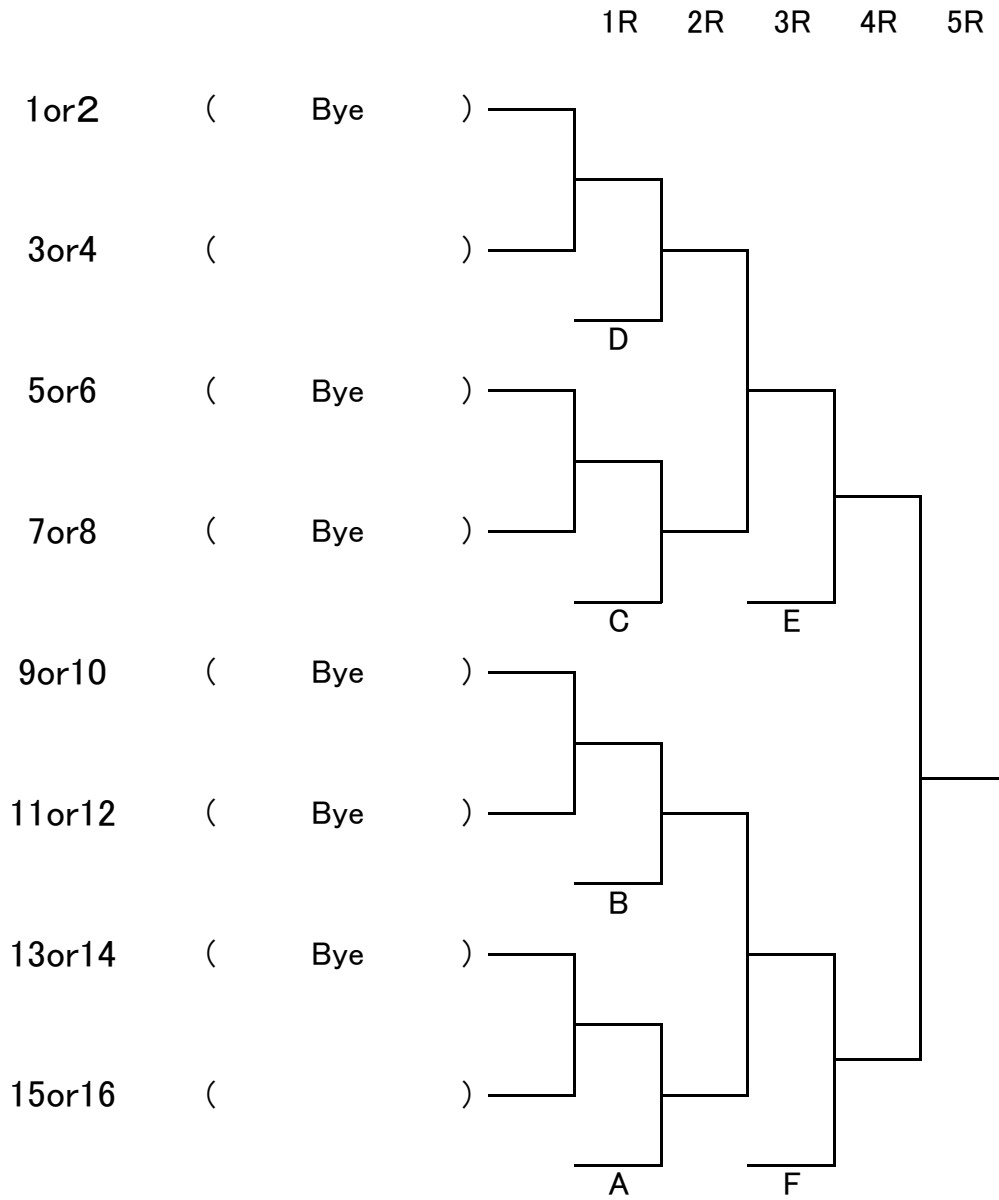 1R 2R 3R 4R 5R
1or2 ( Bye )
3or4 ( )
D
5or6 ( Bye )
7or8 ( Bye )
C E
9or10 ( Bye )
11or12 ( Bye )
B
13or14 ( Bye )
15or16 ( )
A F